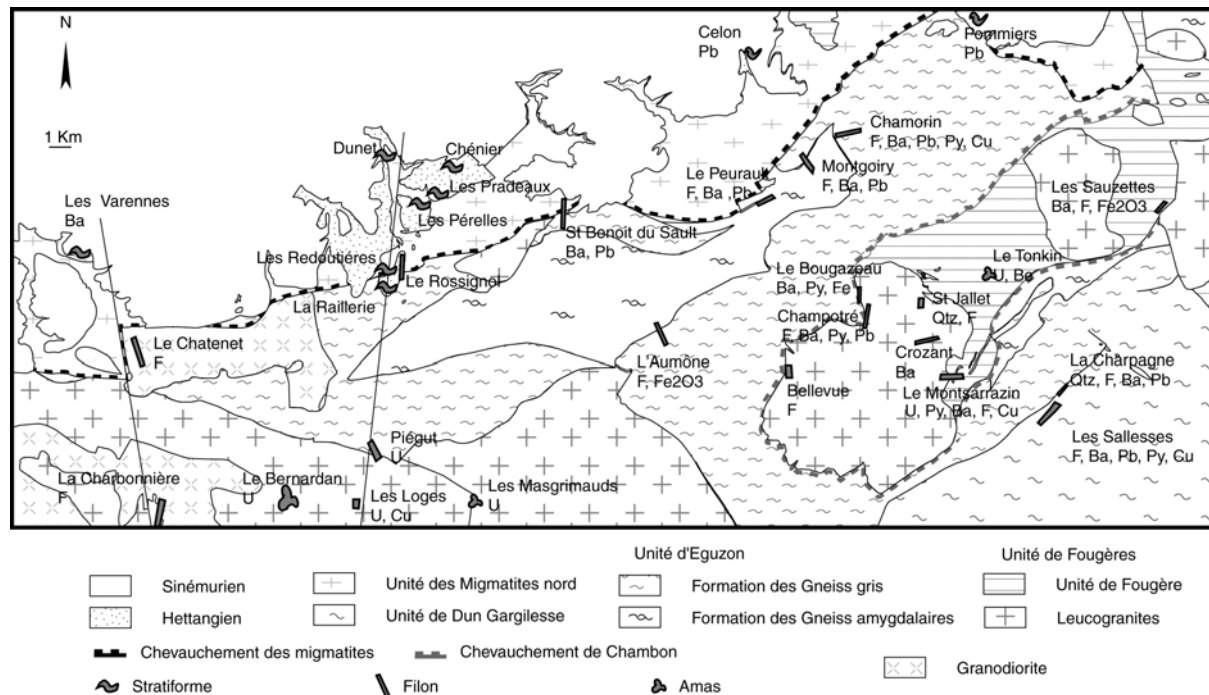 N
1 Km
Celon
Pb
Pommiers
Pb
Chamorin
F, Ba, Pb, Py, Cu
Montgoiry
F, Ba, Pb
Dunet
Chénier
Les Pradeaux
Les Pérelles
Le Peurault
F, Ba ,Pb
Les Sauzettes
Ba, F, Fe2O3
Les Varennes
Ba
St Benoit du Sault
Ba, Pb
Les Redoutières
Le Rossignol
La Raillerie
Le Tonkin
U, Be
Le Bougazeau
Ba, Py, Fe
St Jallet
Qtz, F
Champotré
F, Ba, Py, Pb
Le Chatenet
F
L'Aumône
F, Fe2O3
Crozant
Ba
La Charpagne
Qtz, F, Ba, Pb
Bellevue
F
Le Montsarrazin
U, Py, Ba, F, Cu
Les Sallesses
F, Ba, Pb, Py, Cu
Piégut
U
La Charbonnière
F
Le Bernardan
U
Les Loges
U, Cu
Les Masgrimauds
U
Unité d'Eguzon
Unité de Fougères
Sinémurien
Unité des Migmatites nord
Formation des Gneiss gris
Unité de Fougère
Hettangien
Unité de Dun Gargilesse
Formation des Gneiss amygdalaires
Leucogranites
Chevauchement des migmatites
Chevauchement de Chambon
Granodiorite
Stratiforme
Filon
Amas